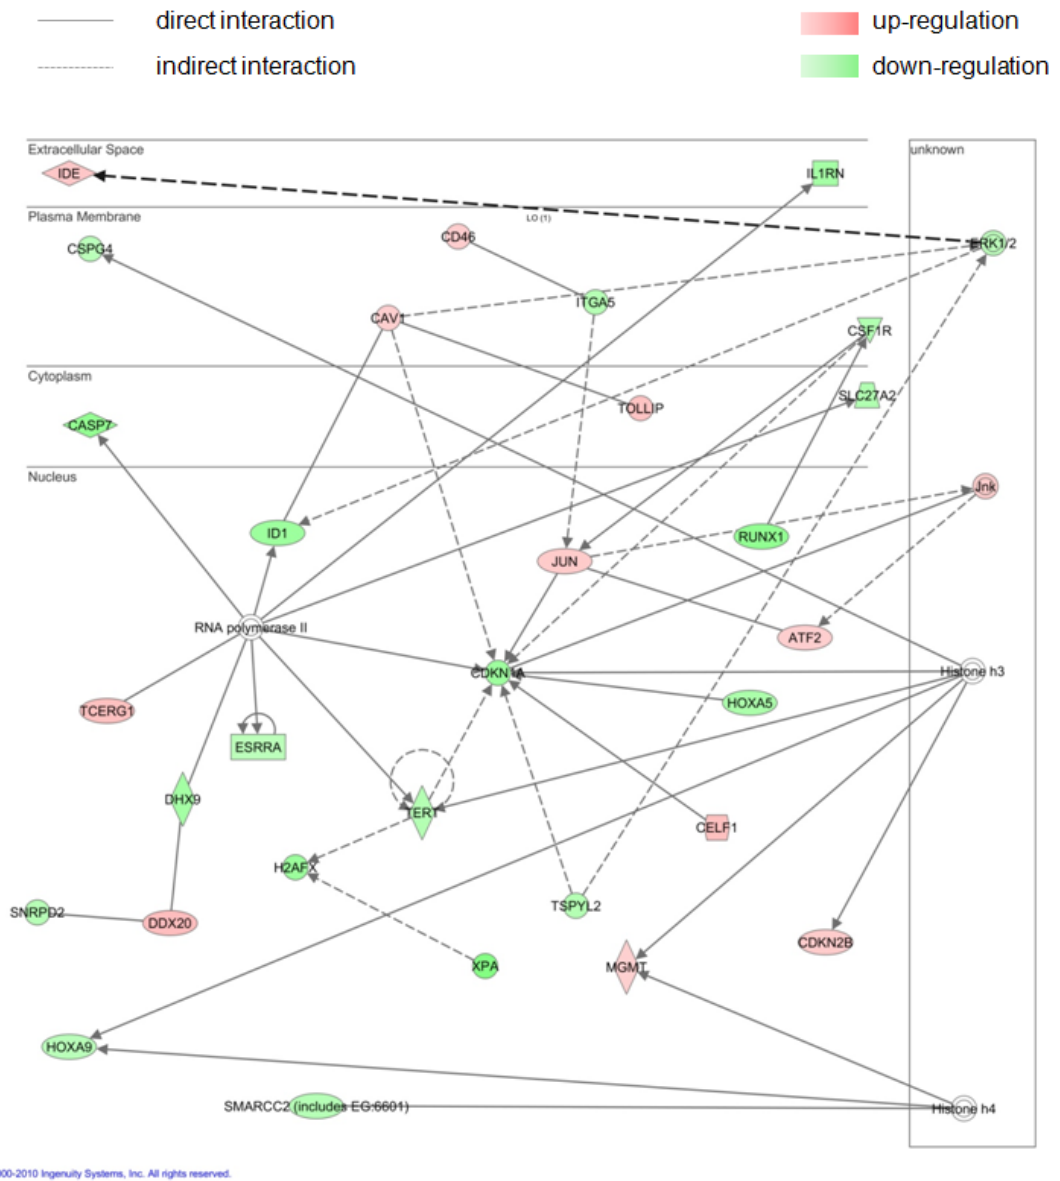 direct interaction
up-regulation
indirect interaction
down-regulation
Extracellular Space
unknown
IDE
IL1RN
Plasma Membrane
LO (1)
CD46
ERK1/2
CSPG4
ITGA5
CAV1
CSF1R
Cytoplasm
SLC27A2
TOLLIP
CASP7
Nucleus
Jnk
ID1
RUNX1
JUN
RNA polymerase II
ATF2
CDKN1A
Histone h3
HOXA5
TCERG1
ESRRA
DHX9
TERT
CELF1
H2AFX
TSPYL2
SNRPD2
DDX20
CDKN2B
XPA
MGMT
HOXA9
SMARCC2 (includes EG:6601)
Histone h4
00-2010 Ingenuity Systems, Inc. All rights reserved.